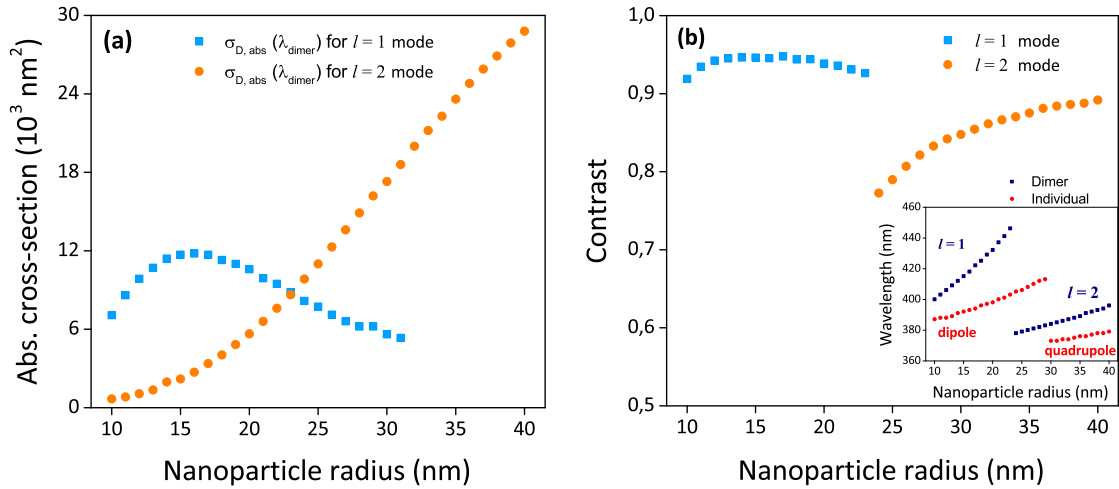 (a)
σD, abs (λdimer) for l = 1 mode
σD, abs (λdimer) for l = 2 mode
Abs. cross-section (10³ nm²)
30
24
18
12
6
0
10 15 20 25 30 35 40
Nanoparticle radius (nm)
(b)
l = 1 mode
l = 2 mode
Contrast
1,0
0,9
0,8
0,7
0,6
0,5
10 15 20 25 30 35 40
Nanoparticle radius (nm)
Dimer
Individual
Wavelength (nm)
460
440
420
400
380
360
l = 1
l = 2
dipole
quadrupole
10 15 20 25 30 35 40
Nanoparticle radius (nm)